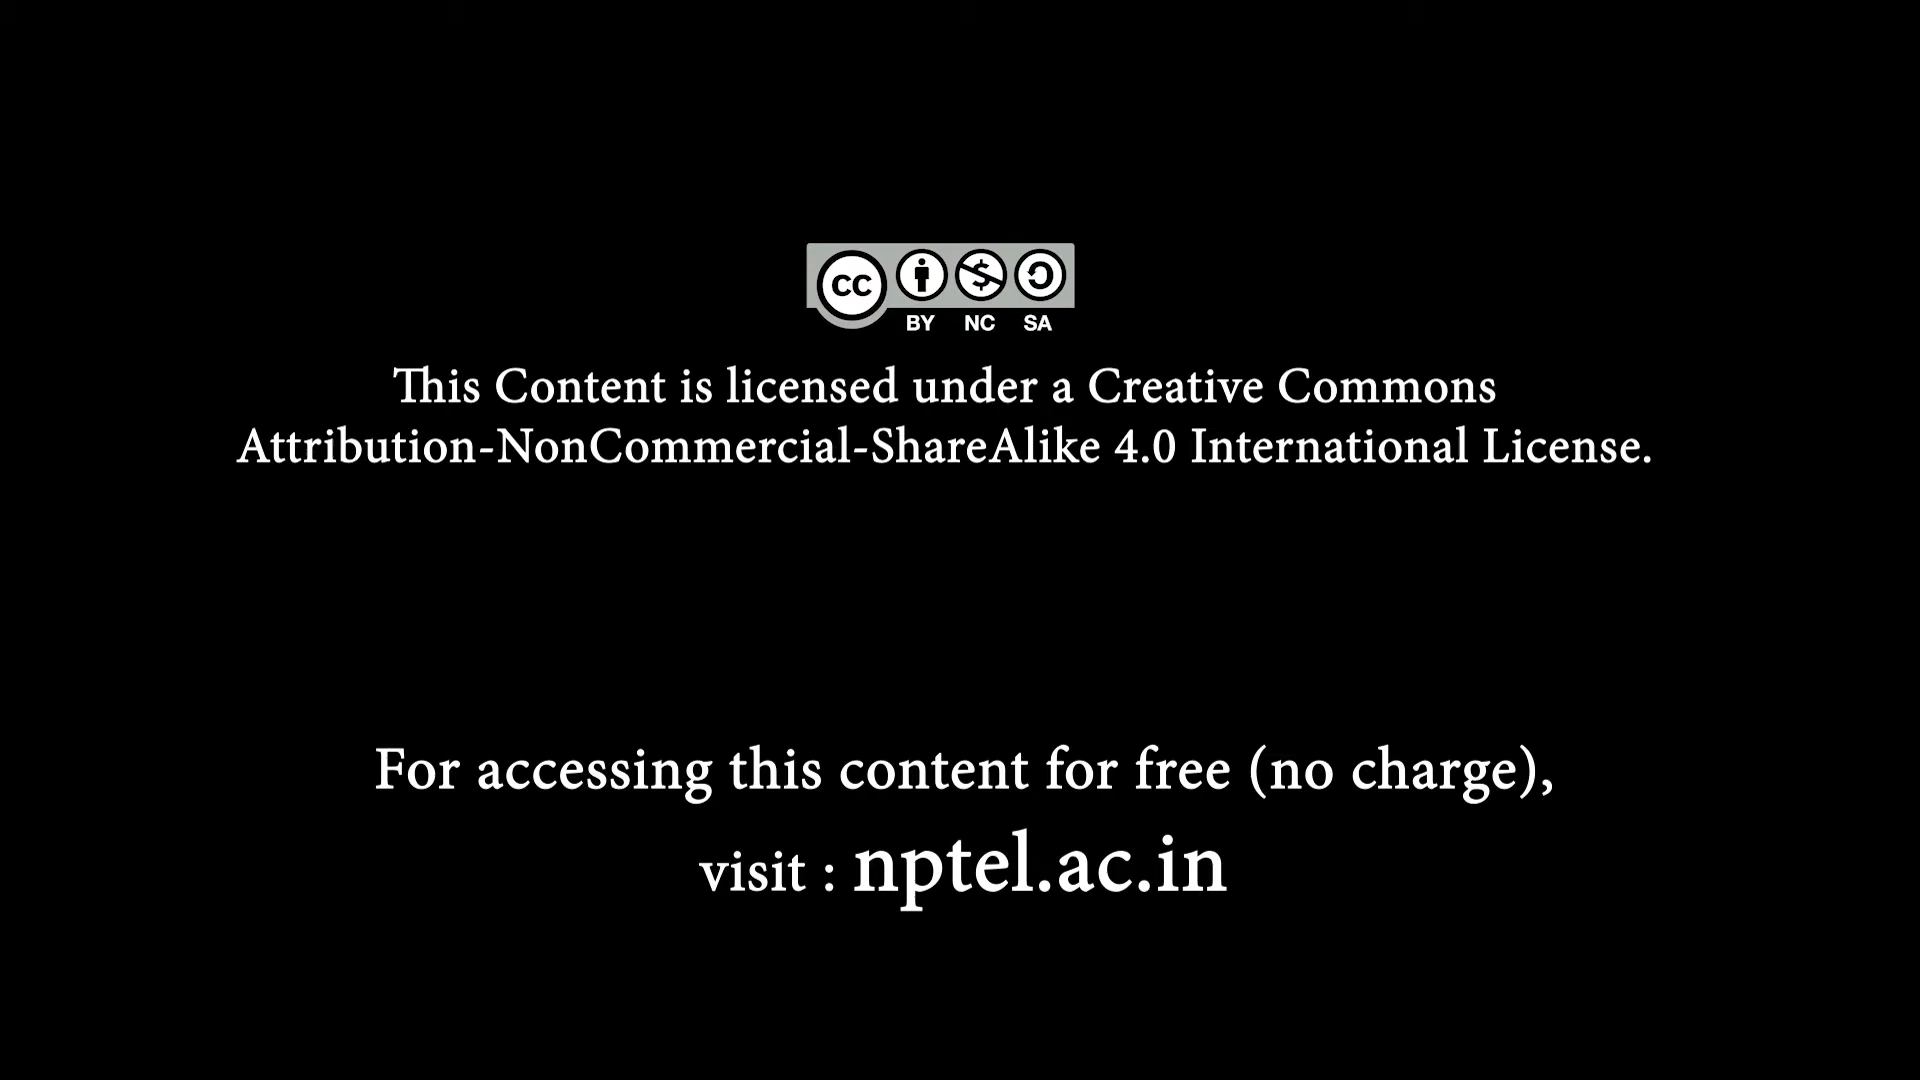 CC BY NC SA
This Content is licensed under a Creative Commons
Attribution-NonCommercial-ShareAlike 4.0 International License.
For accessing this content for free (no charge),
visit : nptel.ac.in